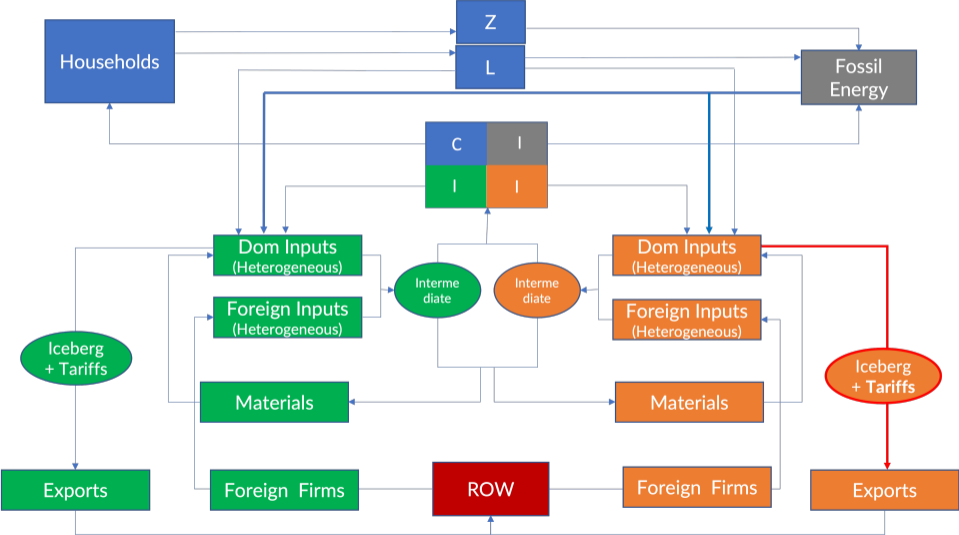 Z
Households
L
Fossil
Energy
C
I
I
I
Dom Inputs
(Heterogeneous)
Dom Inputs
(Heterogeneous)
Interme
diate
Interme
diate
Foreign Inputs
(Heterogeneous)
Foreign Inputs
(Heterogeneous)
Iceberg
+ Tariffs
Iceberg
+ Tariffs
Materials
Materials
Exports
Foreign Firms
ROW
Foreign Firms
Exports